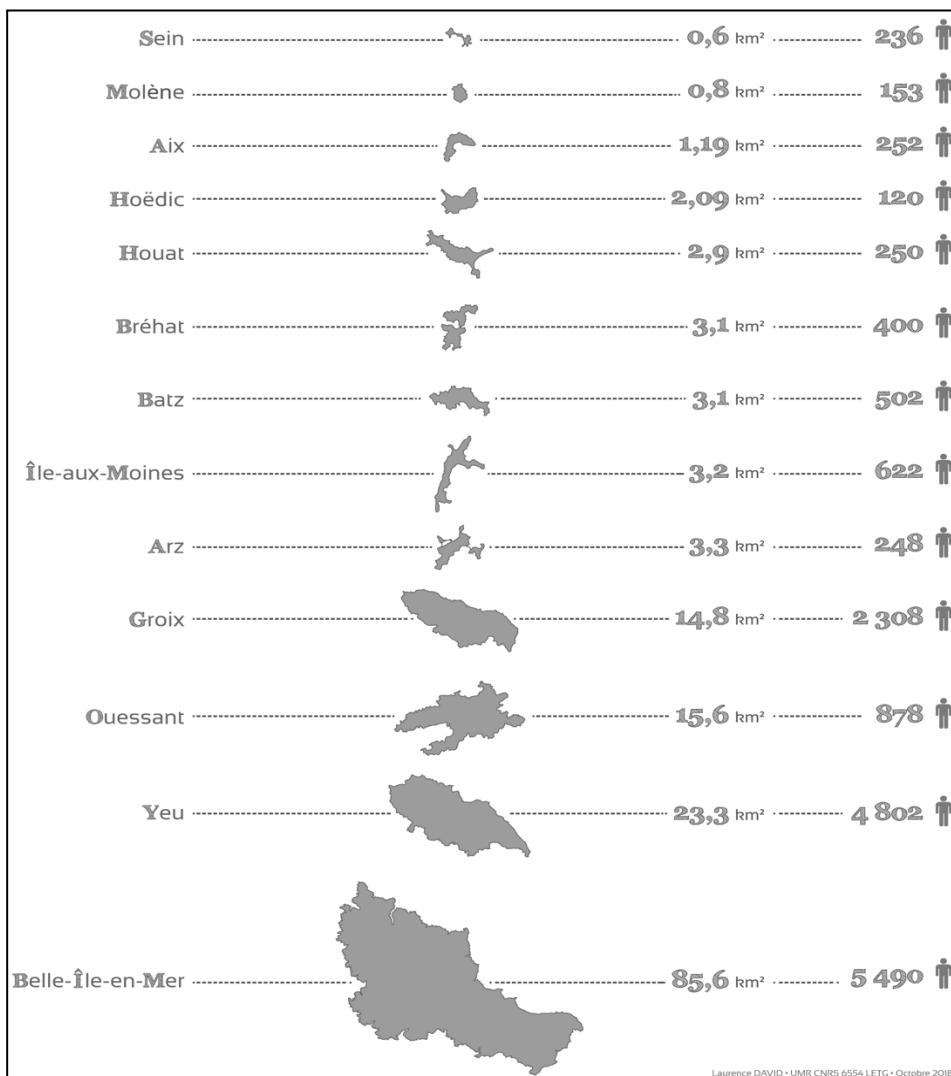 Sein 0,6 km² 236
Molène 0,8 km² 153
Aix 1,19 km² 252
Hoëdic 2,09 km² 120
Houat 2,9 km² 250
Bréhat 3,1 km² 400
Batz 3,1 km² 502
Île-aux-Moines 3,2 km² 622
Arz 3,3 km² 248
Groix 14,8 km² 2 308
Ouessant 15,6 km² 878
Yeu 23,3 km² 4 802
Belle-Île-en-Mer 85,6 km² 5 490
Laurence DAVID • UMR CNRS 6554 LETG • Octobre 2016